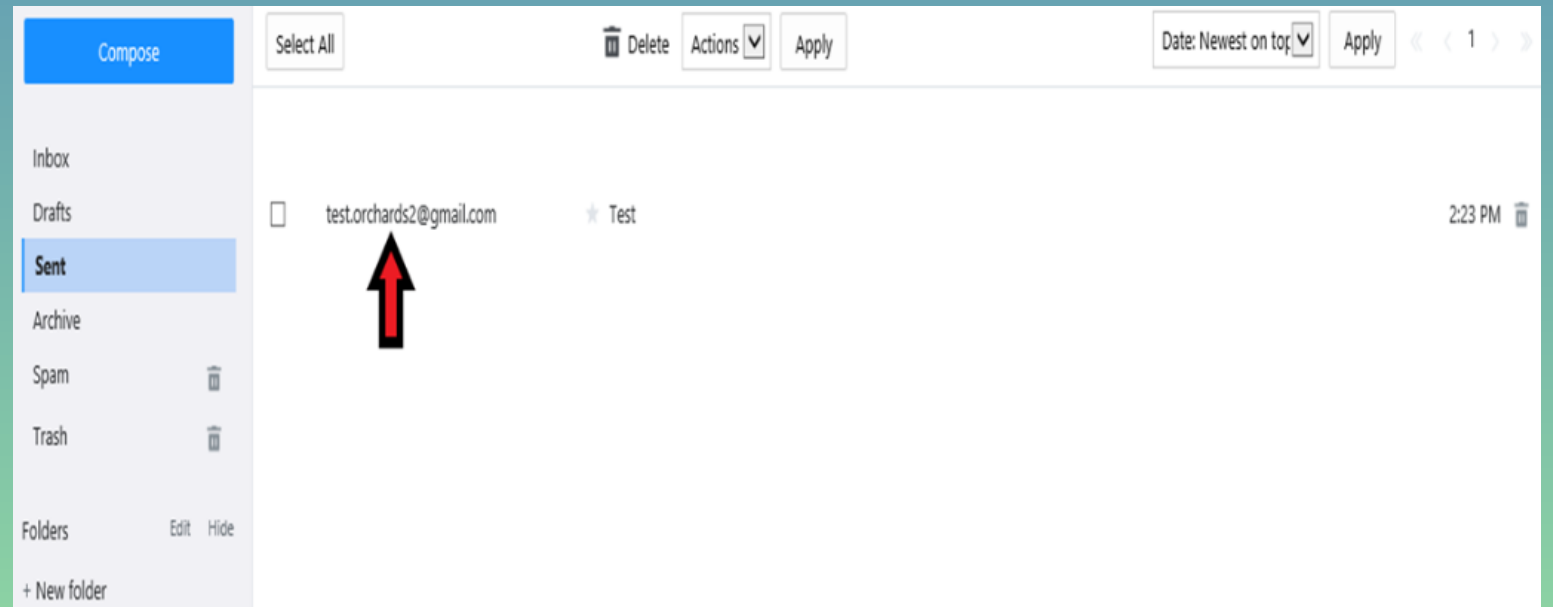 Compose
Select All
Delete
Actions
Apply
Date: Newest on top
Apply
1
Inbox
Drafts
test.orchards2@gmail.com
Test
2:23 PM
Sent
Archive
Spam
Trash
Folders
Edit
Hide
+ New folder